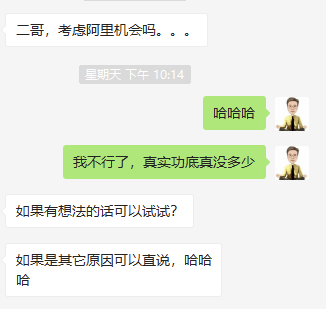 二哥，考虑阿里机会吗。。。
星期天 下午 10:14
哈哈哈
我不行了，真实功底真没多少
如果有想法的话可以试试？
如果是其它原因可以直说，哈哈
哈